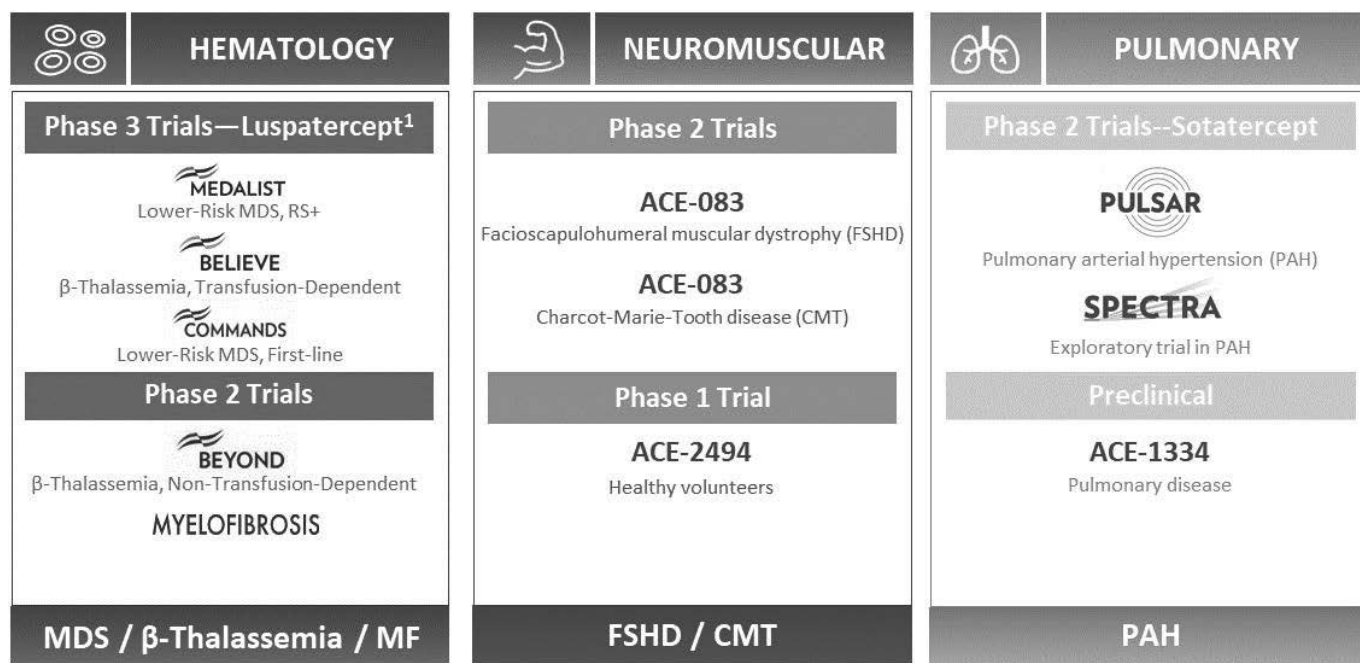 HEMATOLOGY
Phase 3 Trials—Luspatercept¹
MEDALIST
Lower-Risk MDS, RS+
BELIEVE
β-Thalassemia, Transfusion-Dependent
COMMANDS
Lower-Risk MDS, First-line
Phase 2 Trials
BEYOND
β-Thalassemia, Non-Transfusion-Dependent
MYELOFIBROSIS
MDS / β-Thalassemia / MF
NEUROMUSCULAR
Phase 2 Trials
ACE-083
Facioscapulohumeral muscular dystrophy (FSHD)
ACE-083
Charcot-Marie-Tooth disease (CMT)
Phase 1 Trial
ACE-2494
Healthy volunteers
FSHD / CMT
PULMONARY
Phase 2 Trials--Sotatercept
PULSAR
Pulmonary arterial hypertension (PAH)
SPECTRA
Exploratory trial in PAH
Preclinical
ACE-1334
Pulmonary disease
PAH